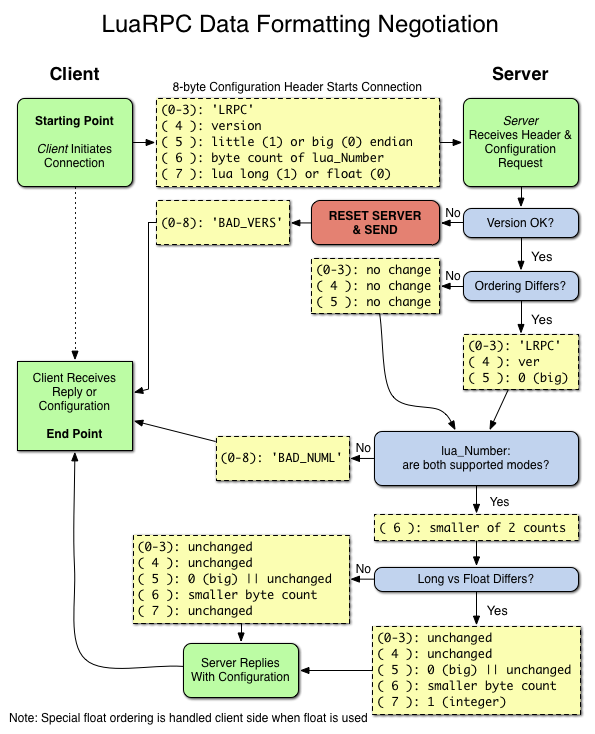 LuaRPC Data Formatting Negotiation
Client
Server
8-byte Configuration Header Starts Connection
Starting Point
Client Initiates
Connection
(0-3): 'LRPC'
( 4 ): version
( 5 ): little (1) or big (0) endian
( 6 ): byte count of lua_Number
( 7 ): lua long (1) or float (0)
Server
Receives Header &
Configuration
Request
(0-8): 'BAD_VERS'
RESET SERVER
& SEND
No
Version OK?
Yes
(0-3): no change
( 4 ): no change
( 5 ): no change
No
Ordering Differs?
Yes
(0-3): 'LRPC'
( 4 ): ver
( 5 ): 0 (big)
Client Receives
Reply or
Configuration
End Point
(0-8): 'BAD_NUML'
No
lua_Number:
are both supported modes?
Yes
( 6 ): smaller of 2 counts
(0-3): unchanged
( 4 ): unchanged
( 5 ): 0 (big) || unchanged
( 6 ): smaller byte count
( 7 ): unchanged
No
Long vs Float Differs?
Yes
(0-3): unchanged
( 4 ): unchanged
( 5 ): 0 (big) || unchanged
( 6 ): smaller byte count
( 7 ): 1 (integer)
Server Replies
With Configuration
Note: Special float ordering is handled client side when float is used